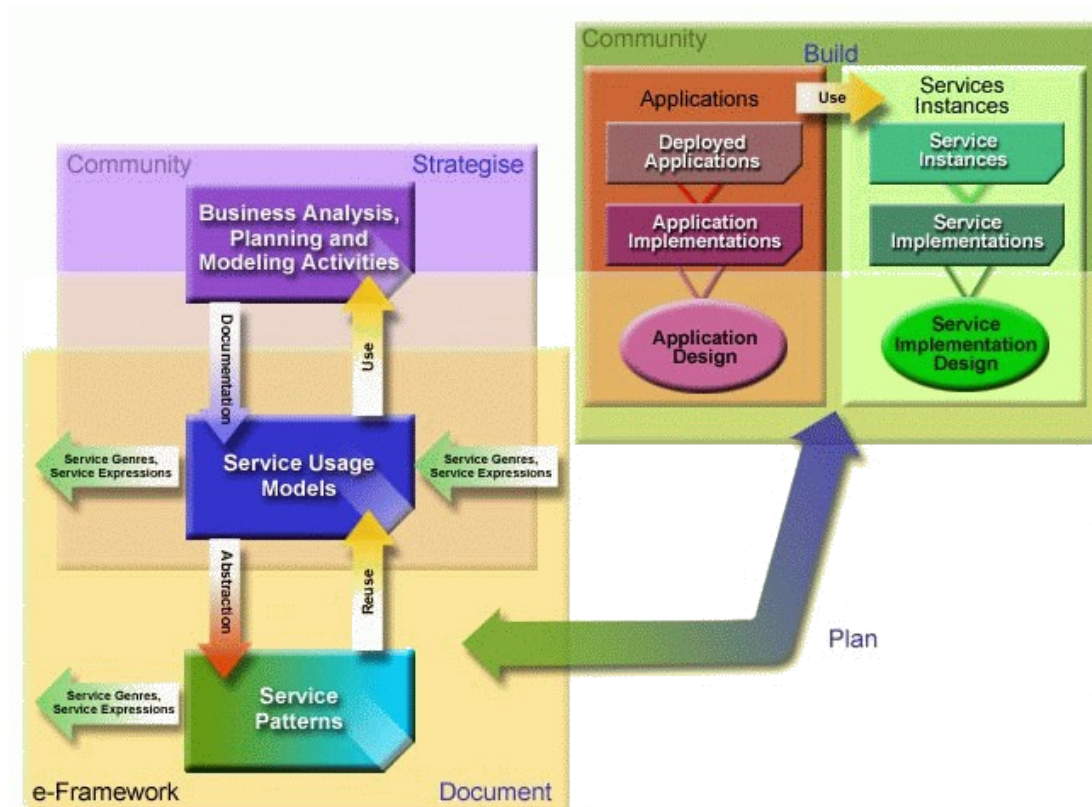 Community
Build
Applications
Use
Services
Instances
Deployed
Applications
Service
Instances
Application
Implementations
Service
Implementations
Application
Design
Service
Implementation
Design
Community
Strategise
Business Analysis,
Planning and
Modeling Activities
Documentation
Use
Service Genres,
Service Expressions
Service Usage
Models
Service Genres,
Service Expressions
Abstraction
Reuse
Plan
Service Genres,
Service Expressions
Service
Patterns
e-Framework
Document